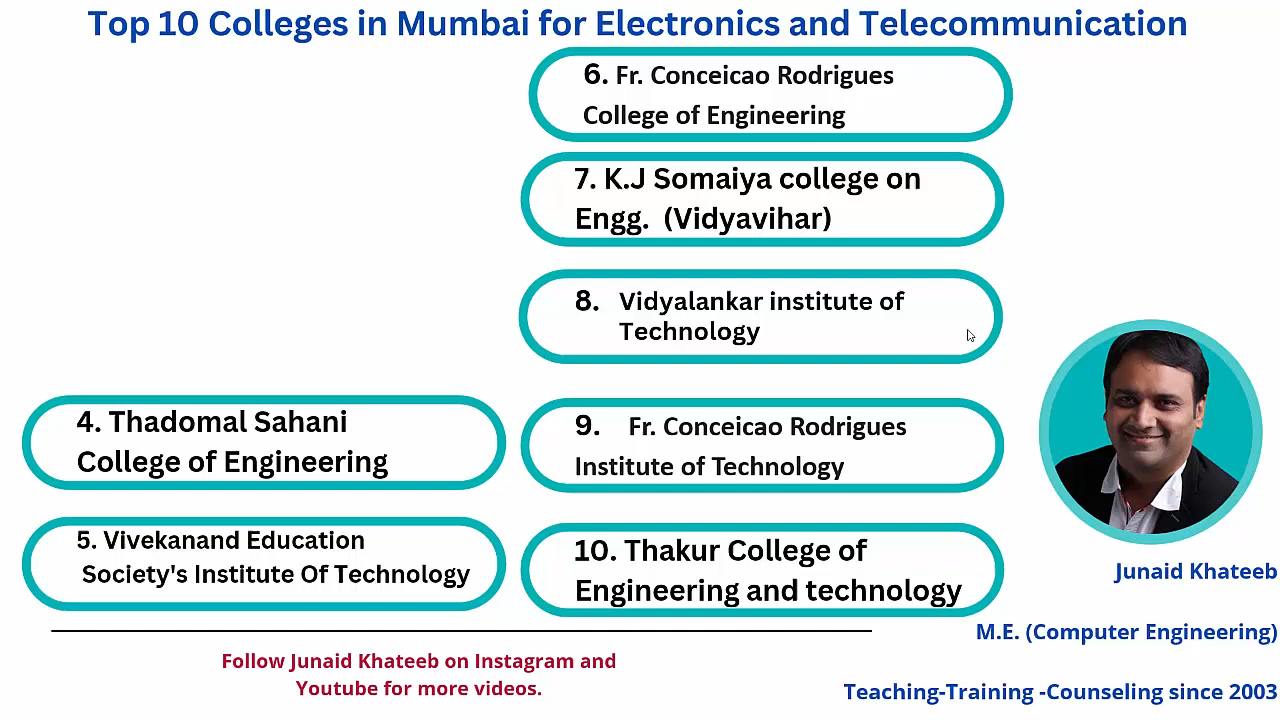 Top 10 Colleges in Mumbai for Electronics and Telecommunication
6. Fr. Conceicao Rodrigues
College of Engineering
7. K.J Somaiya college on
Engg. (Vidyavihar)
8. Vidyalankar institute of
Technology
4. Thadomal Sahani
College of Engineering
9. Fr. Conceicao Rodrigues
Institute of Technology
5. Vivekanand Education
Society's Institute Of Technology
10. Thakur College of
Engineering and technology
Junaid Khateeb
M.E. (Computer Engineering)
Teaching-Training -Counseling since 2003
Follow Junaid Khateeb on Instagram and
Youtube for more videos.